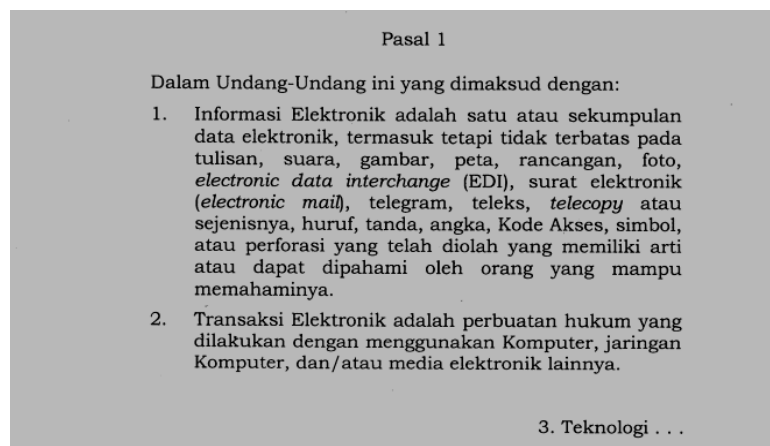 Pasal 1
Dalam Undang-Undang ini yang dimaksud dengan:
1. Informasi Elektronik adalah satu atau sekumpulan
data elektronik, termasuk tetapi tidak terbatas pada
tulisan, suara, gambar, peta, rancangan, foto,
electronic data interchange (EDI), surat elektronik
(electronic mail), telegram, teleks, telecopy atau
sejenisnya, huruf, tanda, angka, Kode Akses, simbol,
atau perforasi yang telah diolah yang memiliki arti
atau dapat dipahami oleh orang yang mampu
memahaminya.
2. Transaksi Elektronik adalah perbuatan hukum yang
dilakukan dengan menggunakan Komputer, jaringan
Komputer, dan/atau media elektronik lainnya.
3. Teknologi . . .